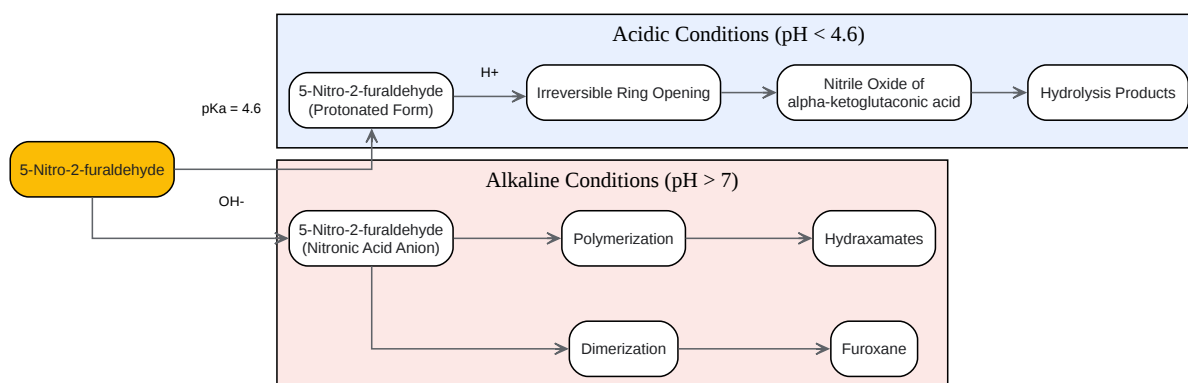 Acidic Conditions (pH < 4.6)
H+
5-Nitro-2-furaldehyde
(Protonated Form)
Irreversible Ring Opening
Nitrile Oxide of
alpha-ketoglutaconic acid
Hydrolysis Products
pKa = 4.6
5-Nitro-2-furaldehyde
OH-
Alkaline Conditions (pH > 7)
5-Nitro-2-furaldehyde
(Nitronic Acid Anion)
Polymerization
Hydraxamates
Dimerization
Furoxane